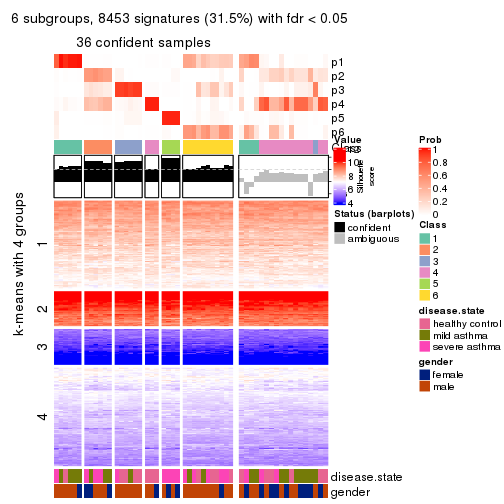 6 subgroups, 8453 signatures (31.5%) with fdr < 0.05
36 confident samples
p1
p2
p3
p4
p5
p6
Class
Silhouette
score
k-means with 4 groups
1
2
3
4
disease.state
gender
Value
10
8
6
4
Status (barplots)
confident
ambiguous
Prob
1
0.8
0.6
0.4
0.2
0
Class
1
2
3
4
5
6
disease.state
healthy control
mild asthma
severe asthma
gender
female
male